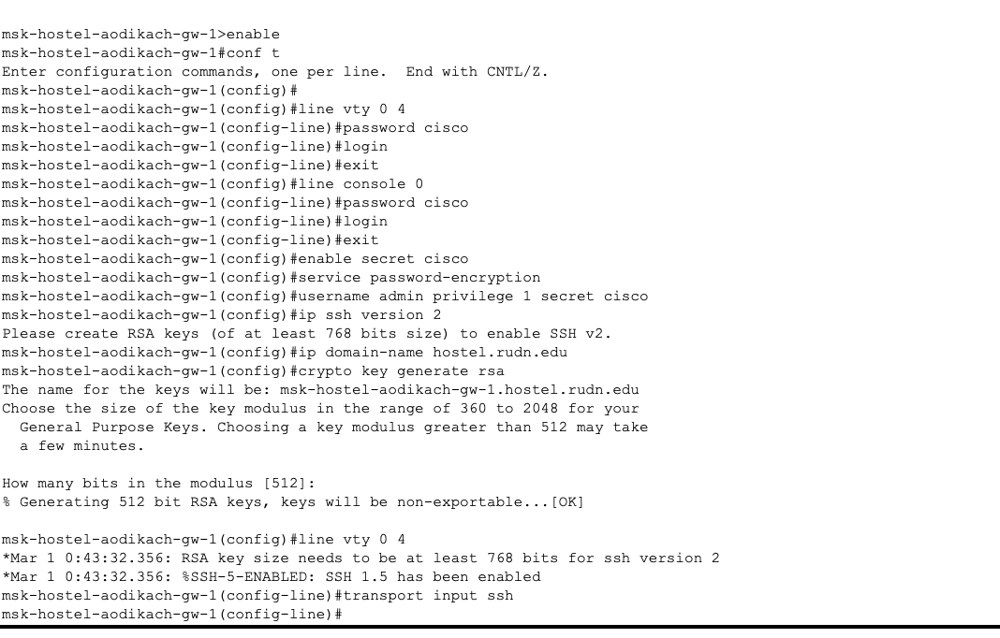 msk-hostel-aodikach-gw-1>enable
msk-hostel-aodikach-gw-1#conf t
Enter configuration commands, one per line.  End with CNTL/Z.
msk-hostel-aodikach-gw-1(config)#
msk-hostel-aodikach-gw-1(config)#line vty 0 4
msk-hostel-aodikach-gw-1(config-line)#password cisco
msk-hostel-aodikach-gw-1(config-line)#login
msk-hostel-aodikach-gw-1(config-line)#exit
msk-hostel-aodikach-gw-1(config)#line console 0
msk-hostel-aodikach-gw-1(config-line)#password cisco
msk-hostel-aodikach-gw-1(config-line)#login
msk-hostel-aodikach-gw-1(config-line)#exit
msk-hostel-aodikach-gw-1(config)#enable secret cisco
msk-hostel-aodikach-gw-1(config)#service password-encryption
msk-hostel-aodikach-gw-1(config)#username admin privilege 1 secret cisco
msk-hostel-aodikach-gw-1(config)#ip ssh version 2
Please create RSA keys (of at least 768 bits size) to enable SSH v2.
msk-hostel-aodikach-gw-1(config)#ip domain-name hostel.rudn.edu
msk-hostel-aodikach-gw-1(config)#crypto key generate rsa
The name for the keys will be: msk-hostel-aodikach-gw-1.hostel.rudn.edu
Choose the size of the key modulus in the range of 360 to 2048 for your
  General Purpose Keys. Choosing a key modulus greater than 512 may take
  a few minutes.

How many bits in the modulus [512]:
% Generating 512 bit RSA keys, keys will be non-exportable...[OK]

msk-hostel-aodikach-gw-1(config)#line vty 0 4
*Mar 1 0:43:32.356: RSA key size needs to be at least 768 bits for ssh version 2
*Mar 1 0:43:32.356: %SSH-5-ENABLED: SSH 1.5 has been enabled
msk-hostel-aodikach-gw-1(config-line)#transport input ssh
msk-hostel-aodikach-gw-1(config-line)#